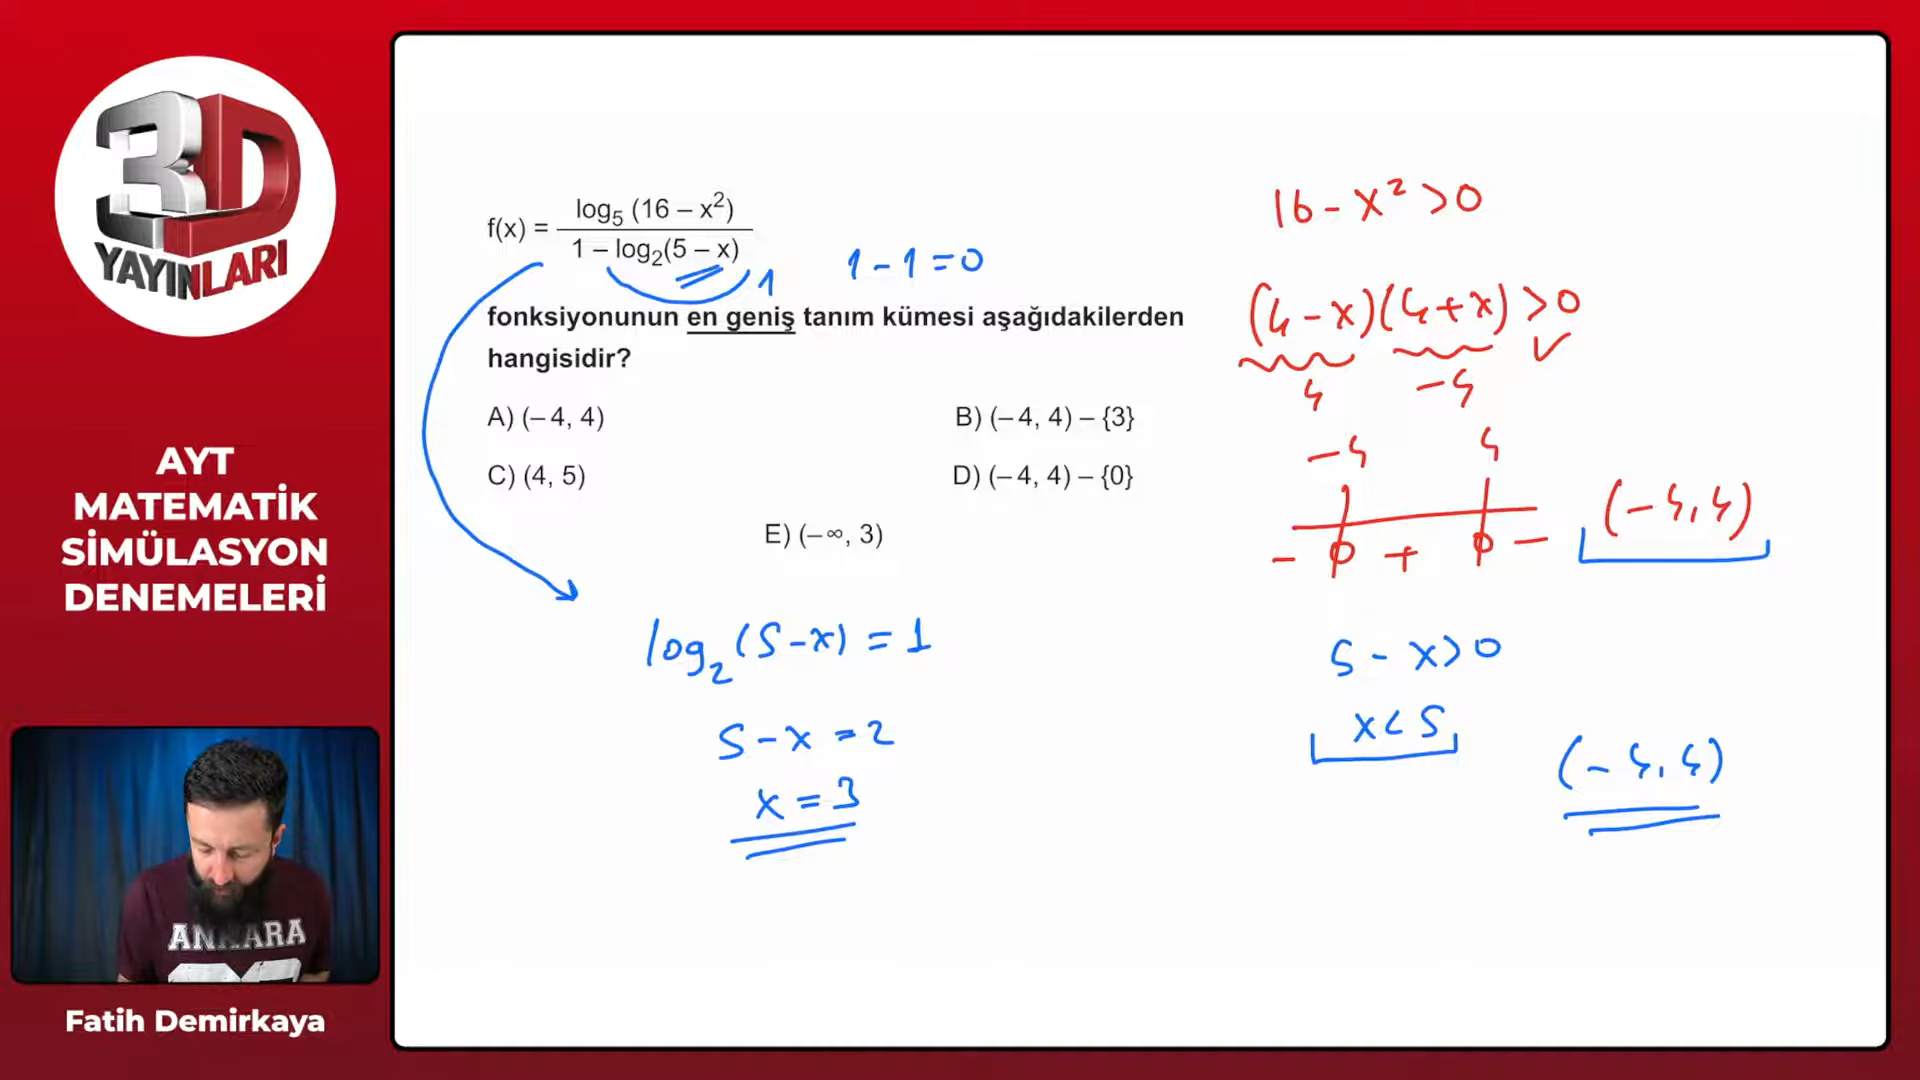 3D
YAYINLARI
AYT
MATEMATİK
SİMÜLASYON
DENEMELERİ
ANKARA
Fatih Demirkaya
f(x) = log₅ (16 – x²) / 1 – log₂(5 – x)
1
1 - 1 = 0
fonksiyonunun en geniş tanım kümesi aşağıdakilerden
hangisidir?
A) (– 4, 4)
B) (– 4, 4) – {3}
C) (4, 5)
D) (– 4, 4) – {0}
E) (– ∞, 3)
log₂ (5 - x) = 1
5 - x = 2
x = 3
16 - x² > 0
(4 - x)(4 + x) > 0 ✓
4 -4
-4 4
- 0 + 0 -
(-4, 4)
5 - x > 0
x < 5
(-4, 4)